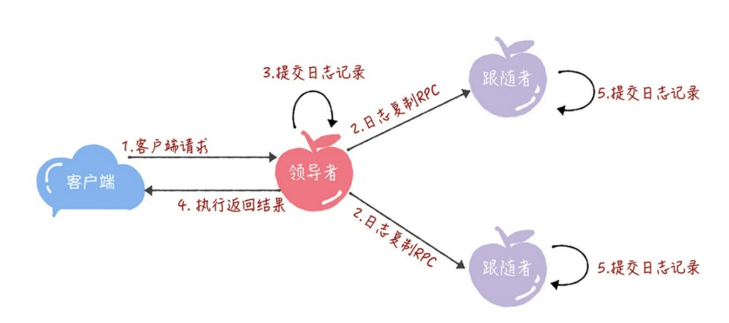 3.提交日志记录
跟随者
5.提交日志记录
2.日志复制RPC
1.客户端请求
领导者
客户端
4. 执行返回结果
2.日志复制RPC
跟随者
5.提交日志记录